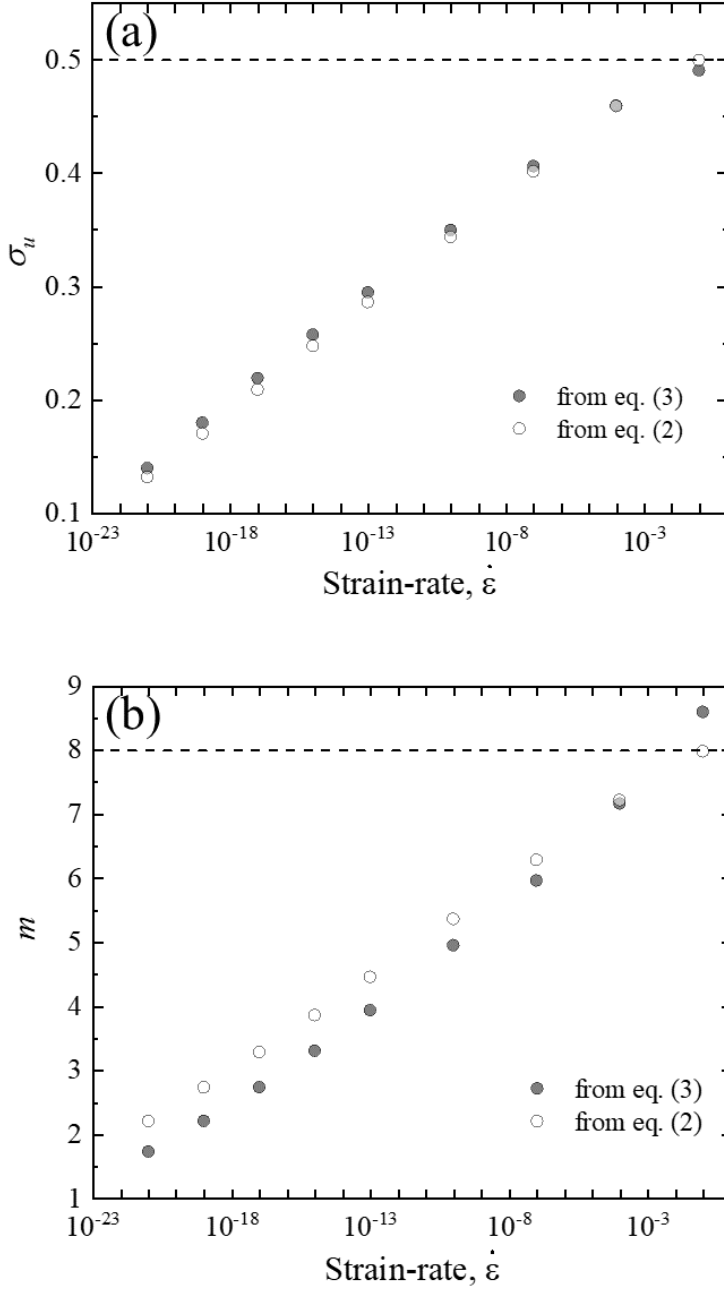 (a)
0.5
0.4
σu
0.3
0.2
0.1
from eq. (3)
from eq. (2)
10-23 10-18 10-13 10-8 10-3
Strain-rate, ε̇
(b)
9
8
7
6
m
5
4
3
2
1
from eq. (3)
from eq. (2)
10-23 10-18 10-13 10-8 10-3
Strain-rate, ε̇